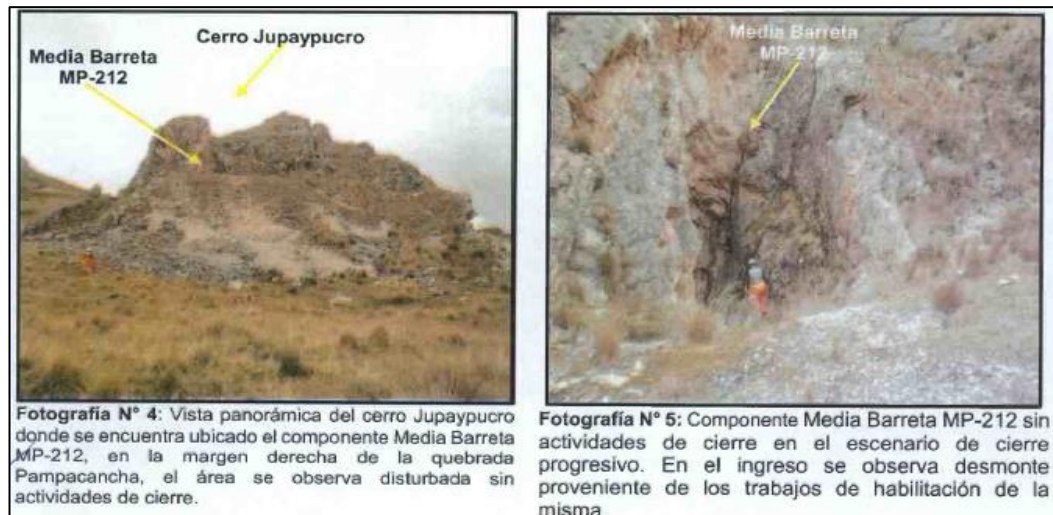 Cerro Jupaypucro
Media Barreta
MP-212
Fotografía N° 4: Vista panorámica del cerro Jupaypucro
donde se encuentra ubicado el componente Media Barreta
MP-212, en la margen derecha de la quebrada
Pampacancha, el área se observa disturbada sin
actividades de cierre.
Media Barreta
MP-212
Fotografía N° 5: Componente Media Barreta MP-212 sin
actividades de cierre en el escenario de cierre
progresivo. En el ingreso se observa desmonte
proveniente de los trabajos de habilitación de la
misma